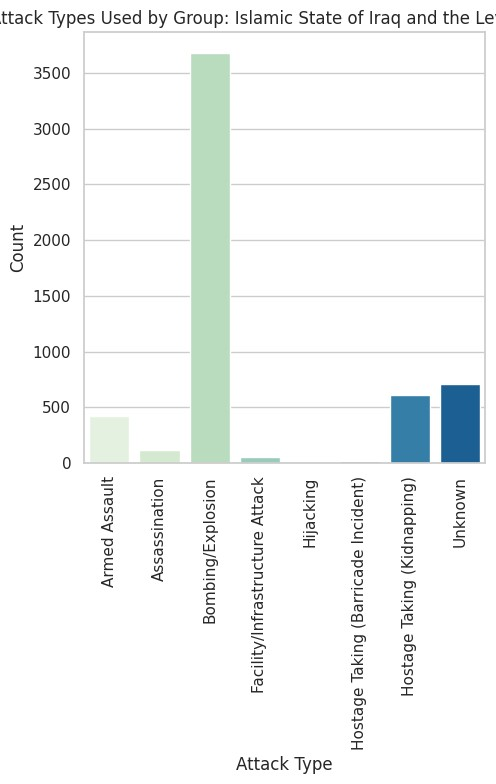 ttack Types Used by Group: Islamic State of Iraq and the Le
3500
3000
2500
2000
1500
1000
500
0
Count
Armed Assault
Assassination
Bombing/Explosion
Facility/Infrastructure Attack
Hijacking
Hostage Taking (Barricade Incident)
Hostage Taking (Kidnapping)
Unknown
Attack Type